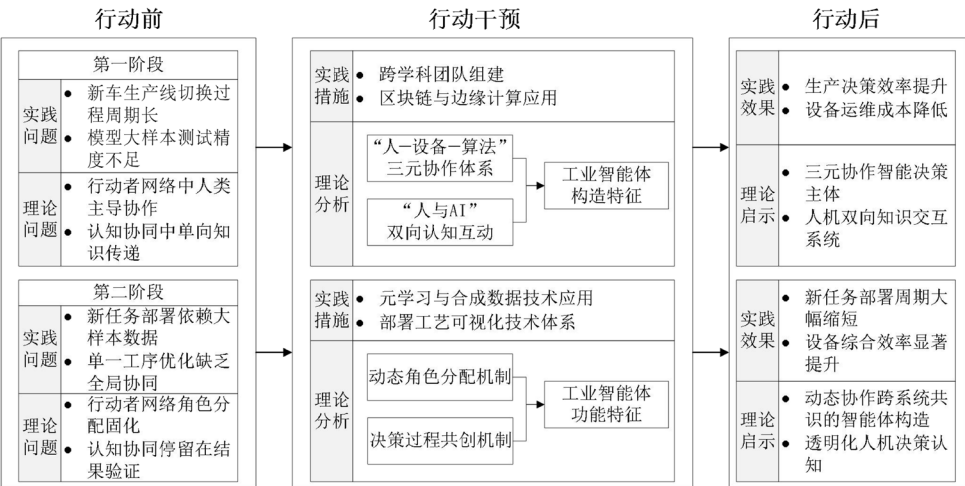 行动前
行动干预
行动后
第一阶段
实践
问题
● 新车生产线切换过
程周期长
● 模型大样本测试精
度不足
理论
问题
● 行动者网络中人类
主导协作
● 认知协同中单向知
识传递
实践
措施
● 跨学科团队组建
● 区块链与边缘计算应用
理论
分析
“人—设备—算法”
三元协作体系
“人与AI”
双向认知互动
工业智能体
构造特征
实践
效果
● 生产决策效率提升
● 设备运维成本降低
理论
启示
● 三元协作智能决策
主体
● 人机双向知识交互
系统
第二阶段
实践
问题
● 新任务部署依赖大
样本数据
● 单一工序优化缺乏
全局协同
理论
问题
● 行动者网络角色分
配固化
● 认知协同停留在结
果验证
实践
措施
● 元学习与合成数据技术应用
● 部署工艺可视化技术体系
理论
分析
动态角色分配机制
决策过程共创机制
工业智能体
功能特征
实践
效果
● 新任务部署周期大
幅缩短
● 设备综合效率显著
提升
理论
启示
● 动态协作跨系统共
识的智能体构造
● 透明化人机决策认
知